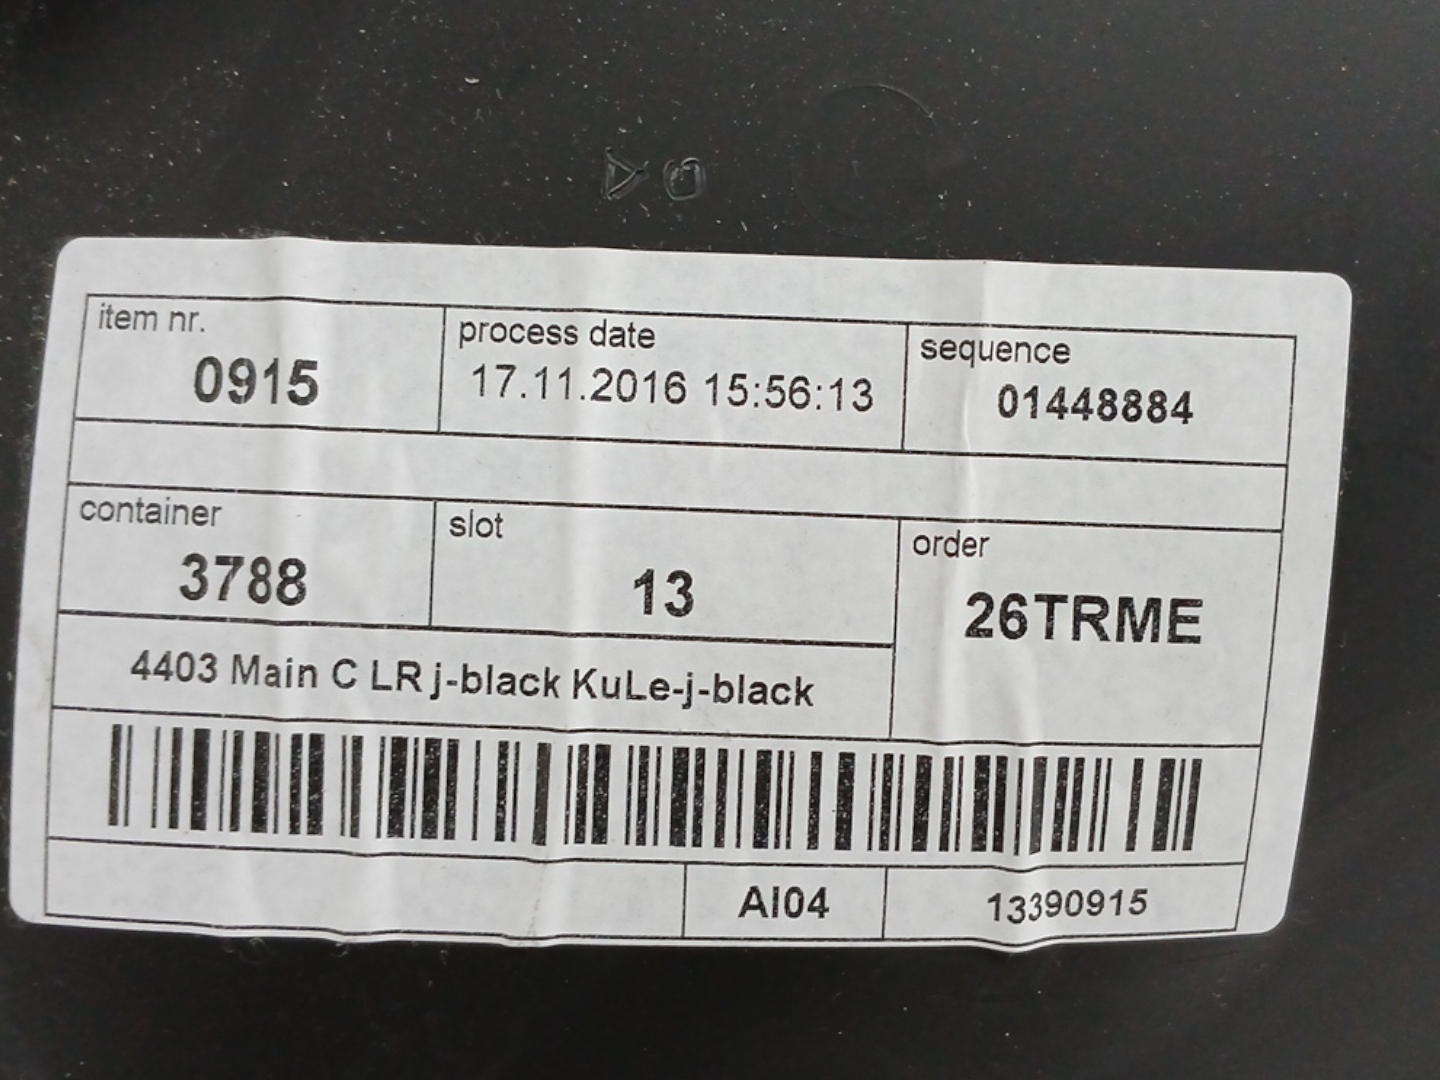 item nr.
0915
process date
17.11.2016 15:56:13
sequence
01448884
container
3788
slot
13
order
26TRME
4403 Main C LR j-black KuLe-j-black
AI04
13390915